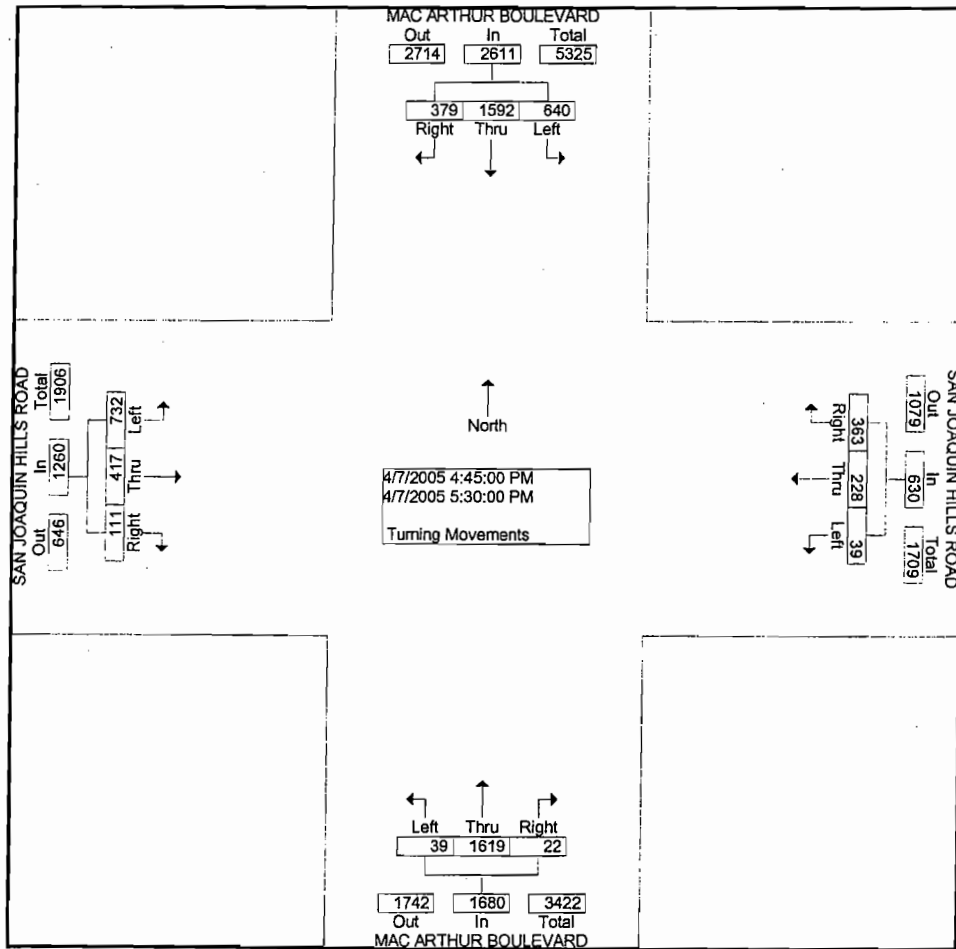 MAC ARTHUR BOULEVARD
Out In Total
2714 2611 5325
379 1592 640
Right Thru Left
SAN JOAQUIN HILLS ROAD
Total In Out
1906 1260 646
732 417 111
Left Thru Right
North
4/7/2005 4:45:00 PM
4/7/2005 5:30:00 PM
Turning Movements
Right Thru Left
363 228 39
Out In Total
1079 630 1709
SAN JOAQUIN HILLS ROAD
Left Thru Right
39 1619 22
1742 1680 3422
Out In Total
MAC ARTHUR BOULEVARD